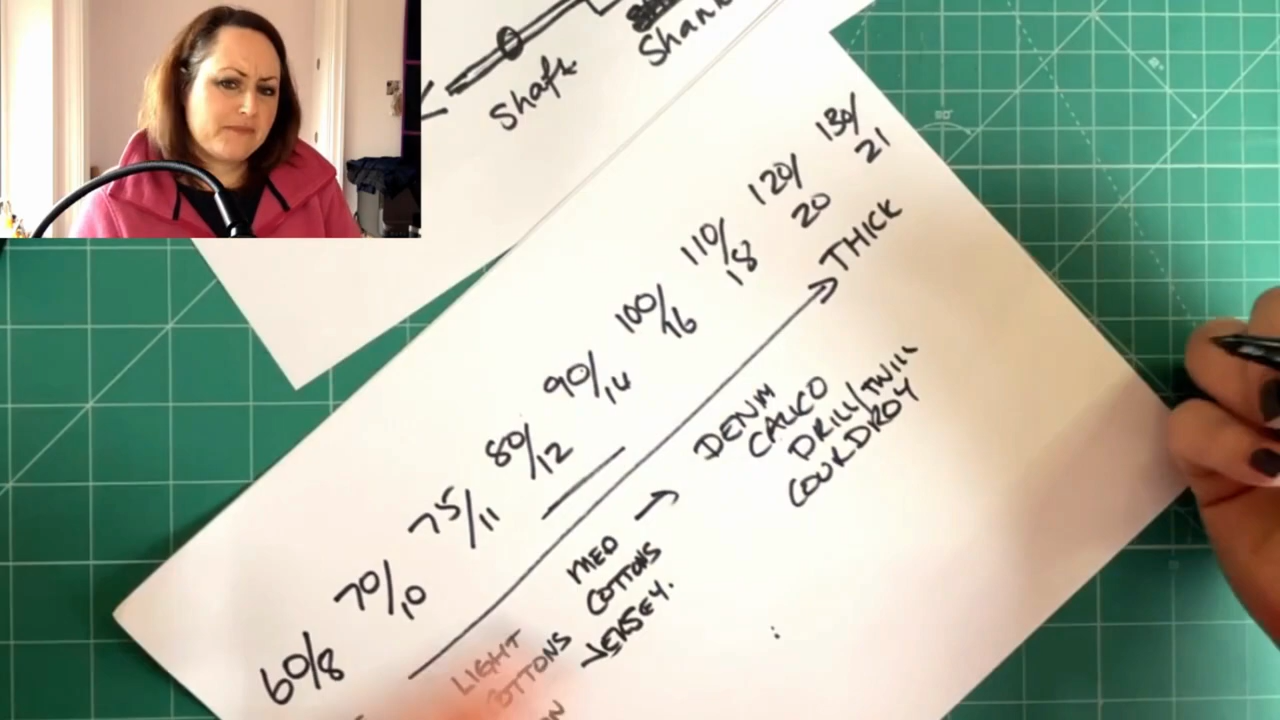 Shaft
Shank
60/8
70/10
75/11
80/12
90/14
100/16
110/18
120/20
130/21
THICK
LIGHT
COTTONS
MED
COTTONS
JERSEY.
DENIM
CALICO
DRILL/TWILL
COURDROY